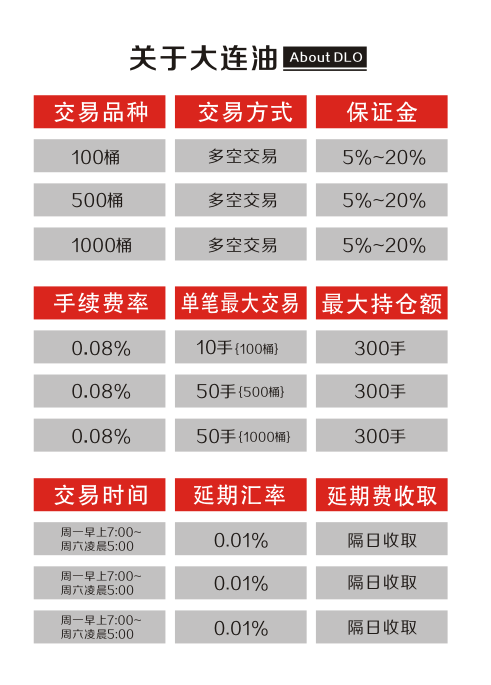 关于大连油 About DLO
交易品种 交易方式 保证金
100桶 多空交易 5%~20%
500桶 多空交易 5%~20%
1000桶 多空交易 5%~20%
手续费率 单笔最大交易 最大持仓额
0.08% 10手{100桶} 300手
0.08% 50手{500桶} 300手
0.08% 50手{1000桶} 300手
交易时间 延期汇率 延期费收取
周一早上7:00~
周六凌晨5:00 0.01% 隔日收取
周一早上7:00~
周六凌晨5:00 0.01% 隔日收取
周一早上7:00~
周六凌晨5:00 0.01% 隔日收取